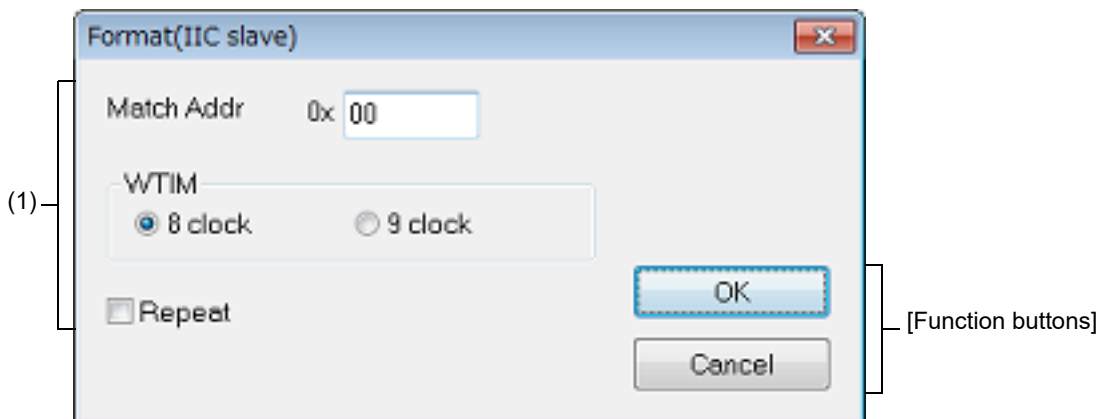 Format(IIC slave)
Match Addr 0x 00
WTIM
(1)
8 clock 9 clock
OK
Repeat
[Function buttons]
Cancel